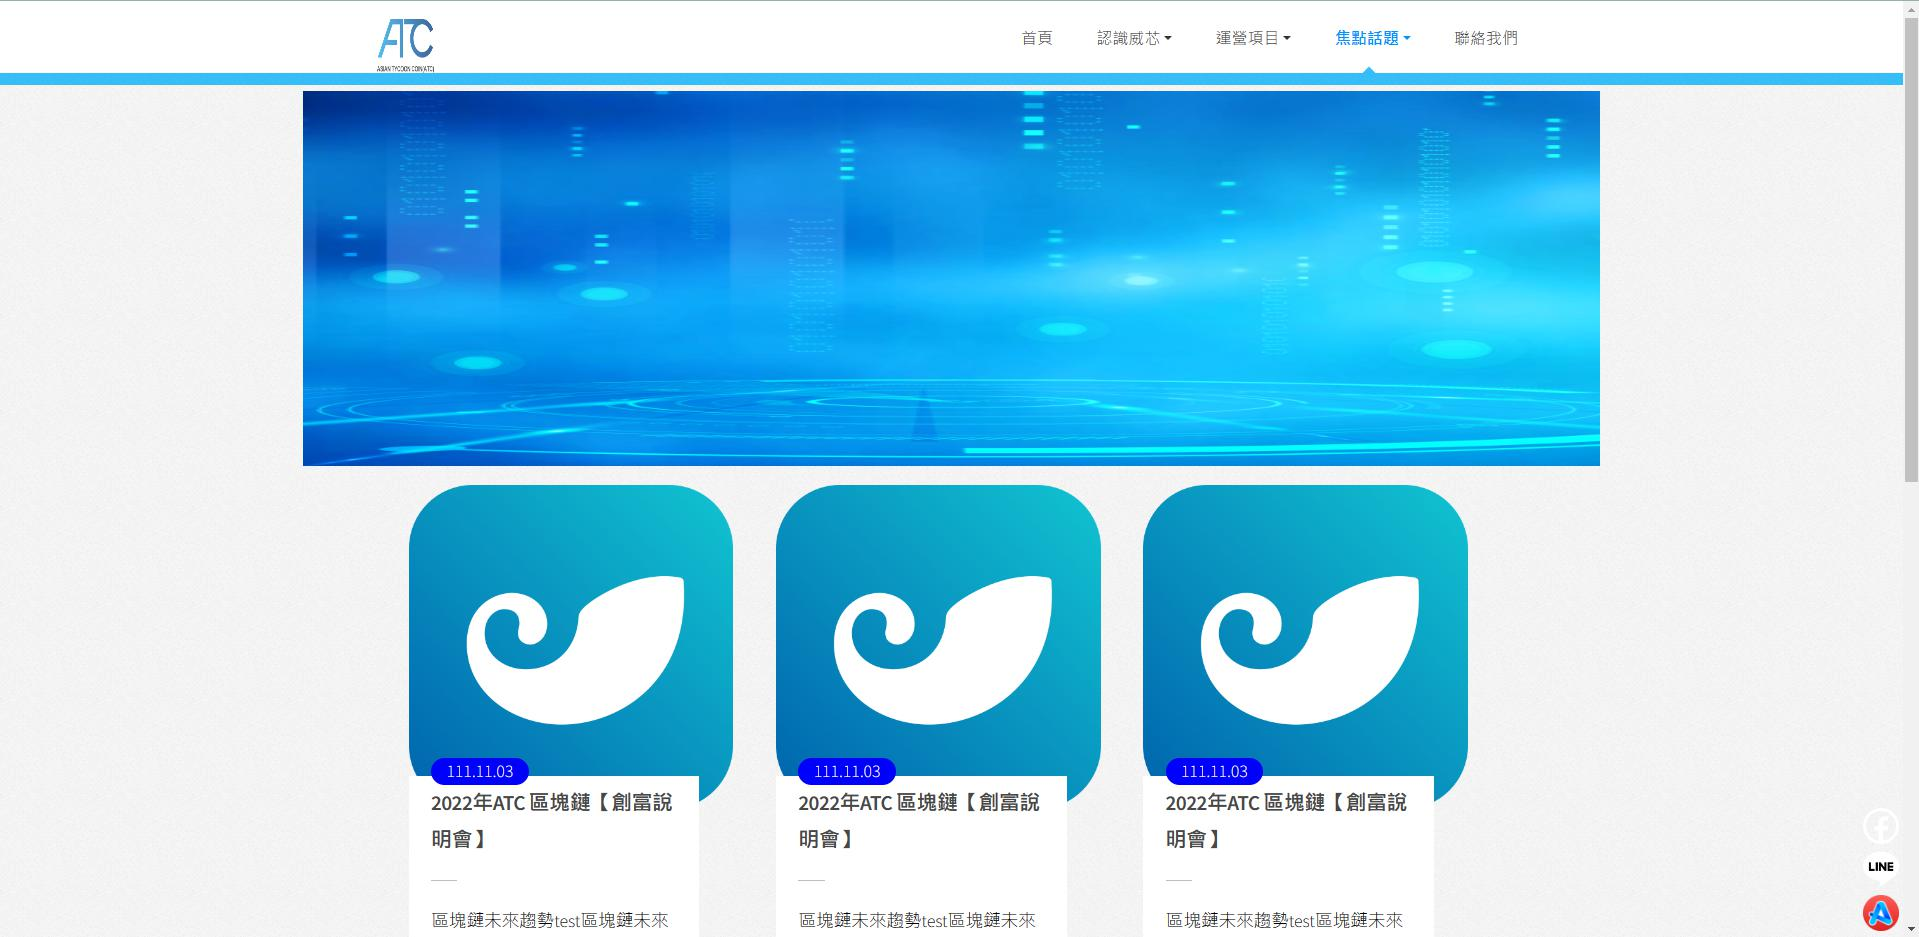 ATC
ASIAN TYCOON COIN(ATC)
首頁 認識威芯 運營項目 焦點話題 聯絡我們
111.11.03
2022年ATC 區塊鏈【創富說
明會】
區塊鏈未來趨勢test區塊鏈未來
111.11.03
2022年ATC 區塊鏈【創富說
明會】
區塊鏈未來趨勢test區塊鏈未來
111.11.03
2022年ATC 區塊鏈【創富說
明會】
區塊鏈未來趨勢test區塊鏈未來
LINE